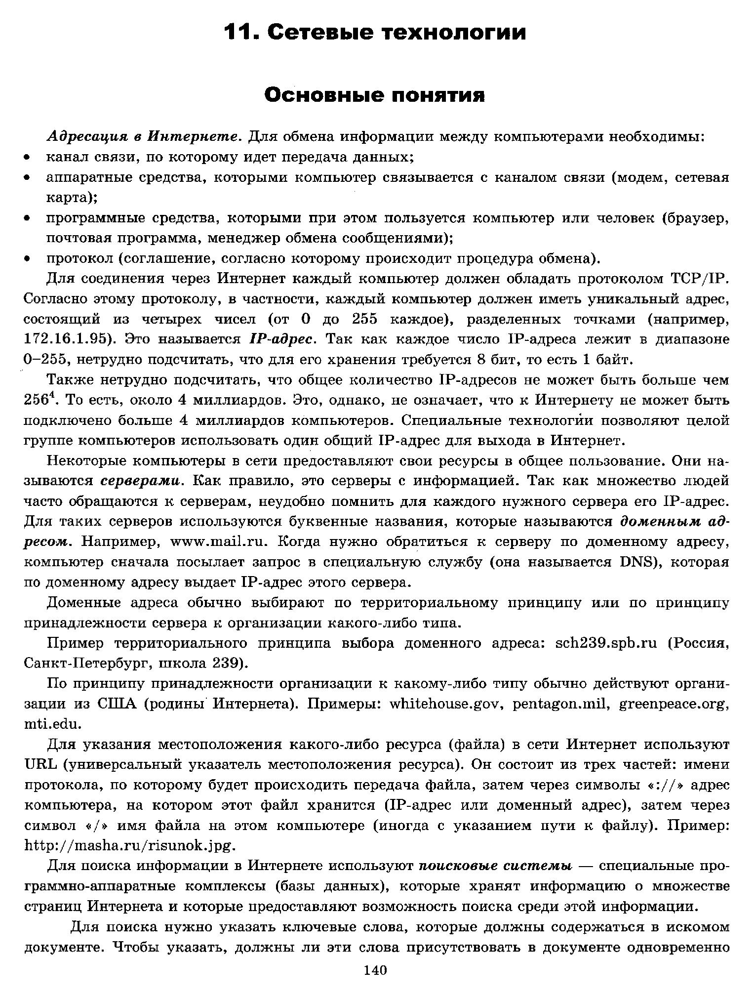 11. Сетевые технологии
Основные понятия
Адресация в Интернете. Для обмена информации между компьютерами необходимы:
• канал связи, по которому идет передача данных;
• аппаратные средства, которыми компьютер связывается с каналом связи (модем, сетевая
карта);
• программные средства, которыми при этом пользуется компьютер или человек (браузер,
почтовая программа, менеджер обмена сообщениями);
• протокол (соглашение, согласно которому происходит процедура обмена).
Для соединения через Интернет каждый компьютер должен обладать протоколом TCP/IP.
Согласно этому протоколу, в частности, каждый компьютер должен иметь уникальный адрес,
состоящий из четырех чисел (от 0 до 255 каждое), разделенных точками (например,
172.16.1.95). Это называется IP-адрес. Так как каждое число IP-адреса лежит в диапазоне
0–255, нетрудно подсчитать, что для его хранения требуется 8 бит, то есть 1 байт.
Также нетрудно подсчитать, что общее количество IP-адресов не может быть больше чем
256⁴. То есть, около 4 миллиардов. Это, однако, не означает, что к Интернету не может быть
подключено больше 4 миллиардов компьютеров. Специальные технологии позволяют целой
группе компьютеров использовать один общий IP-адрес для выхода в Интернет.
Некоторые компьютеры в сети предоставляют свои ресурсы в общее пользование. Они на-
зываются серверами. Как правило, это серверы с информацией. Так как множество людей
часто обращаются к серверам, неудобно помнить для каждого нужного сервера его IP-адрес.
Для таких серверов используются буквенные названия, которые называются доменным ад-
ресом. Например, www.mail.ru. Когда нужно обратиться к серверу по доменному адресу,
компьютер сначала посылает запрос в специальную службу (она называется DNS), которая
по доменному адресу выдает IP-адрес этого сервера.
Доменные адреса обычно выбирают по территориальному принципу или по принципу
принадлежности сервера к организации какого-либо типа.
Пример территориального принципа выбора доменного адреса: sch239.spb.ru (Россия,
Санкт-Петербург, школа 239).
По принципу принадлежности организации к какому-либо типу обычно действуют органи-
зации из США (родины Интернета). Примеры: whitehouse.gov, pentagon.mil, greenpeace.org,
mti.edu.
Для указания местоположения какого-либо ресурса (файла) в сети Интернет используют
URL (универсальный указатель местоположения ресурса). Он состоит из трех частей: имени
протокола, по которому будет происходить передача файла, затем через символы «://» адрес
компьютера, на котором этот файл хранится (IP-адрес или доменный адрес), затем через
символ «/» имя файла на этом компьютере (иногда с указанием пути к файлу). Пример:
http://masha.ru/risunok.jpg.
Для поиска информации в Интернете используют поисковые системы — специальные про-
граммно-аппаратные комплексы (базы данных), которые хранят информацию о множестве
страниц Интернета и которые предоставляют возможность поиска среди этой информации.
Для поиска нужно указать ключевые слова, которые должны содержаться в искомом
документе. Чтобы указать, должны ли эти слова присутствовать в документе одновременно
140